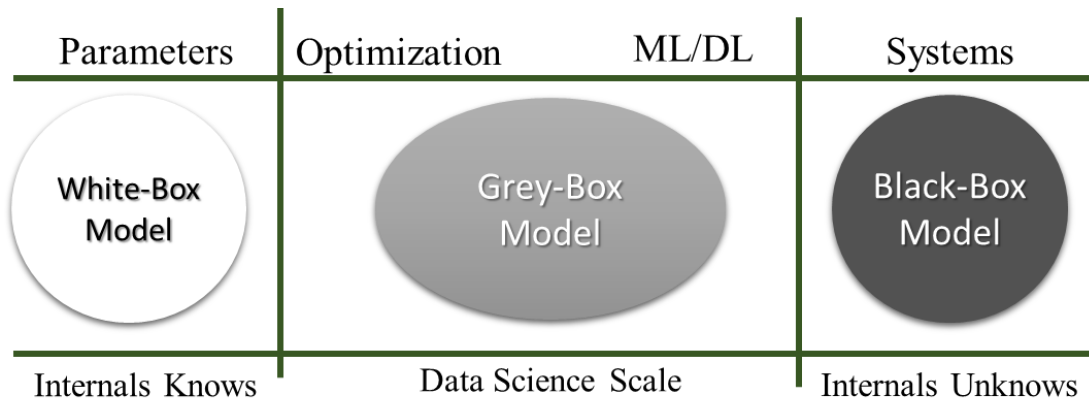 Parameters
Optimization
ML/DL
Systems
White-Box
Model
Grey-Box
Model
Black-Box
Model
Internals Knows
Data Science Scale
Internals Unknows